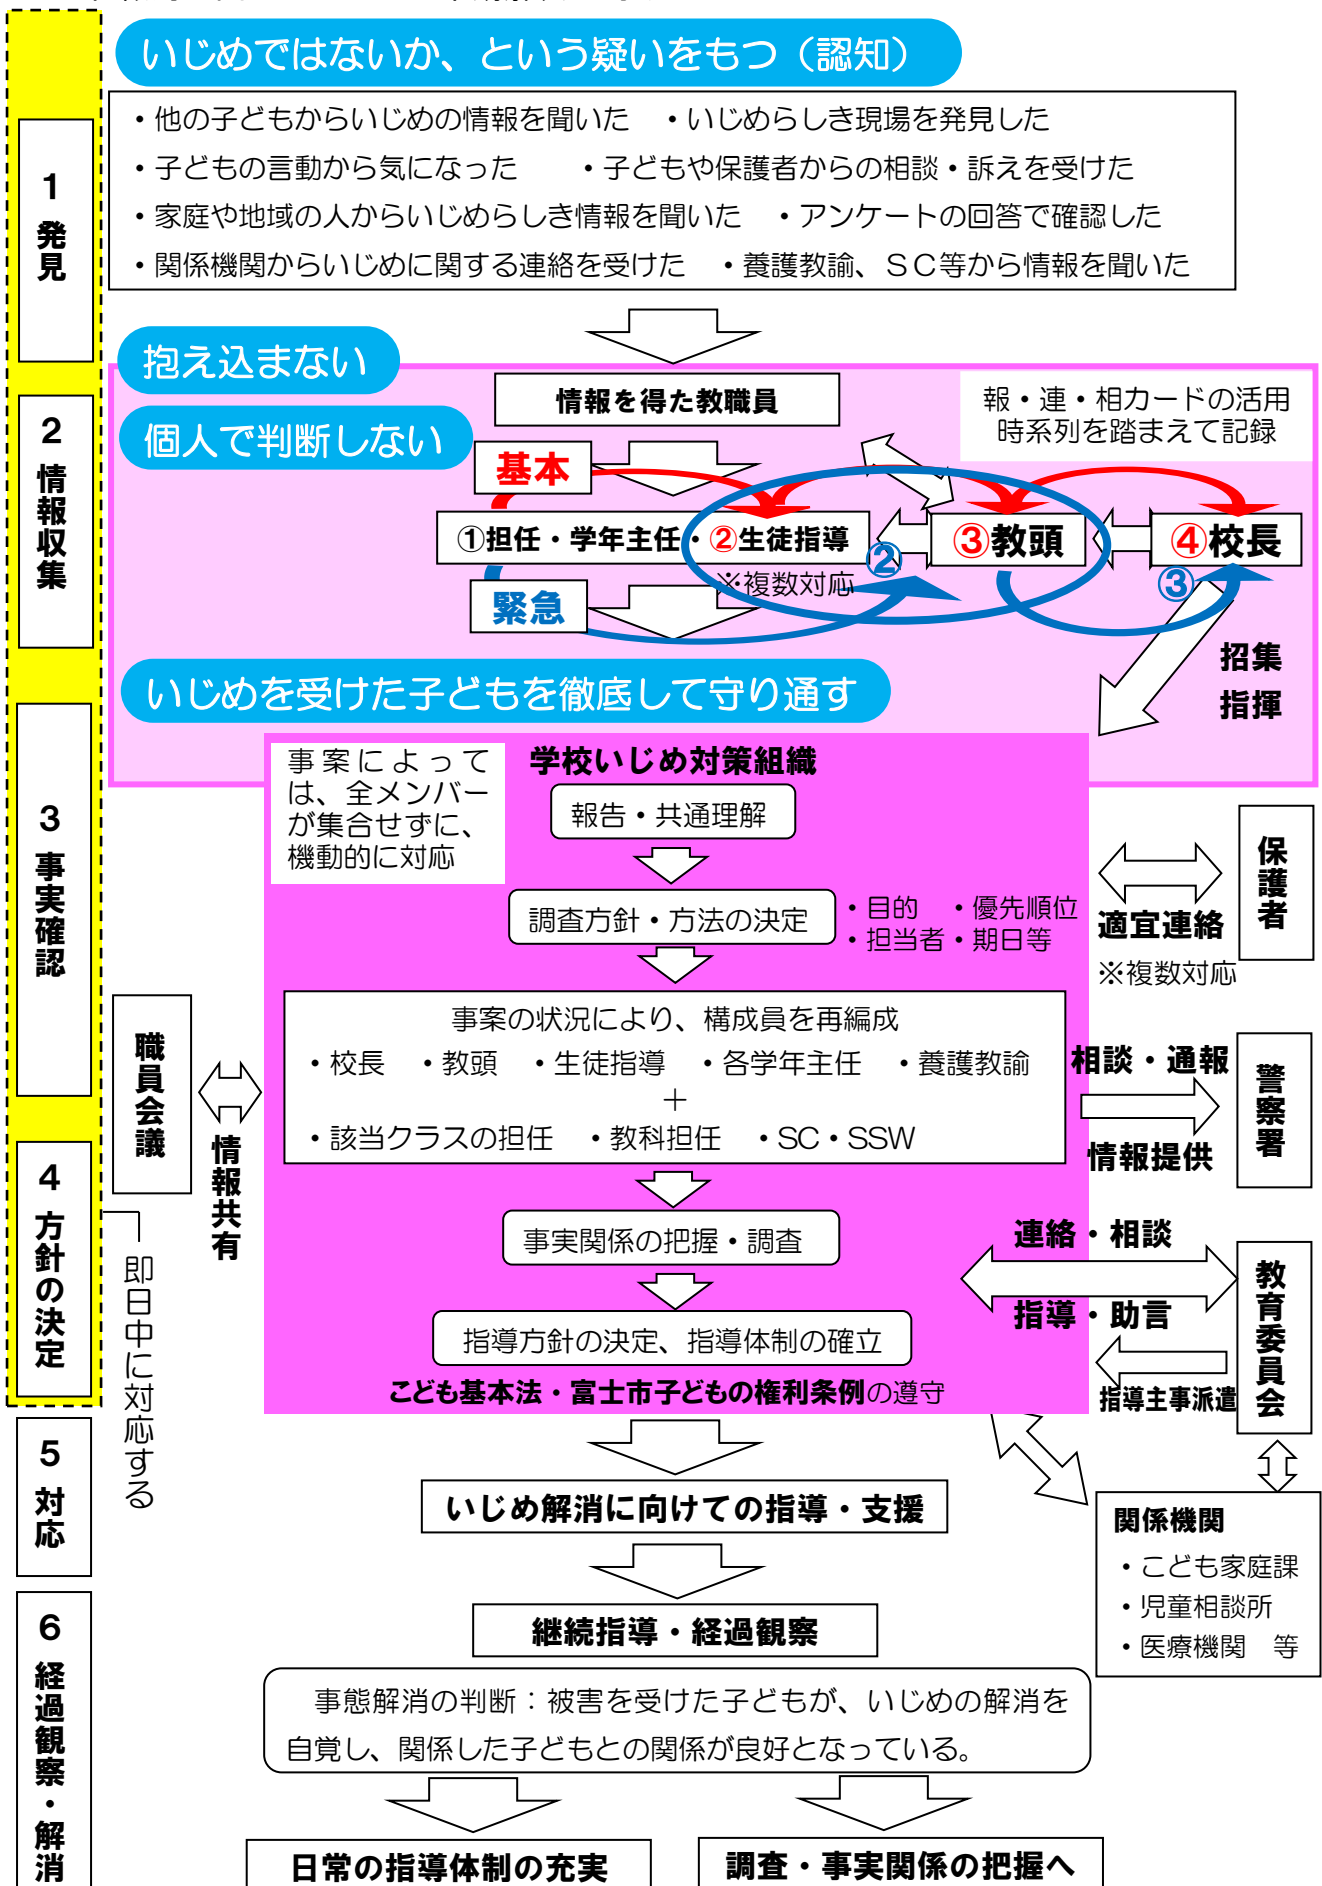 いじめではないか、という疑いをもつ（認知）
・他の子どもからいじめの情報を聞いた　・いじめらしき現場を発見した
・子どもの言動から気になった　　・子どもや保護者からの相談・訴えを受けた
・家庭や地域の人からいじめらしき情報を聞いた　・アンケートの回答で確認した
・関係機関からいじめに関する連絡を受けた　・養護教諭、ＳＣ等から情報を聞いた
1 発見
抱え込まない
個人で判断しない
情報を得た教職員
報・連・相カードの活用
時系列を踏まえて記録
2 情報収集
基本
①担任・学年主任・②生徒指導
③教頭
④校長
※複数対応
②
③
緊急
招集
指揮
いじめを受けた子どもを徹底して守り通す
3 事実確認
事案によって
は、全メンバー
が集合せずに、
機動的に対応
学校いじめ対策組織
報告・共通理解
調査方針・方法の決定
・目的　・優先順位
・担当者・期日等
保護者
適宜連絡
※複数対応
事案の状況により、構成員を再編成
・校長　・教頭　・生徒指導　・各学年主任　・養護教諭
＋
・該当クラスの担任　・教科担任　・SC・SSW
職員会議
情報共有
相談・通報
情報提供
警察署
4 方針の決定
即日中に対応する
事実関係の把握・調査
指導方針の決定、指導体制の確立
こども基本法・富士市子どもの権利条例の遵守
連絡・相談
指導・助言
指導主事派遣
教育委員会
5 対応
いじめ解消に向けての指導・支援
関係機関
・こども家庭課
・児童相談所
・医療機関　等
6 経過観察・解消
継続指導・経過観察
事態解消の判断：被害を受けた子どもが、いじめの解消を
自覚し、関係した子どもとの関係が良好となっている。
日常の指導体制の充実
調査・事実関係の把握へ